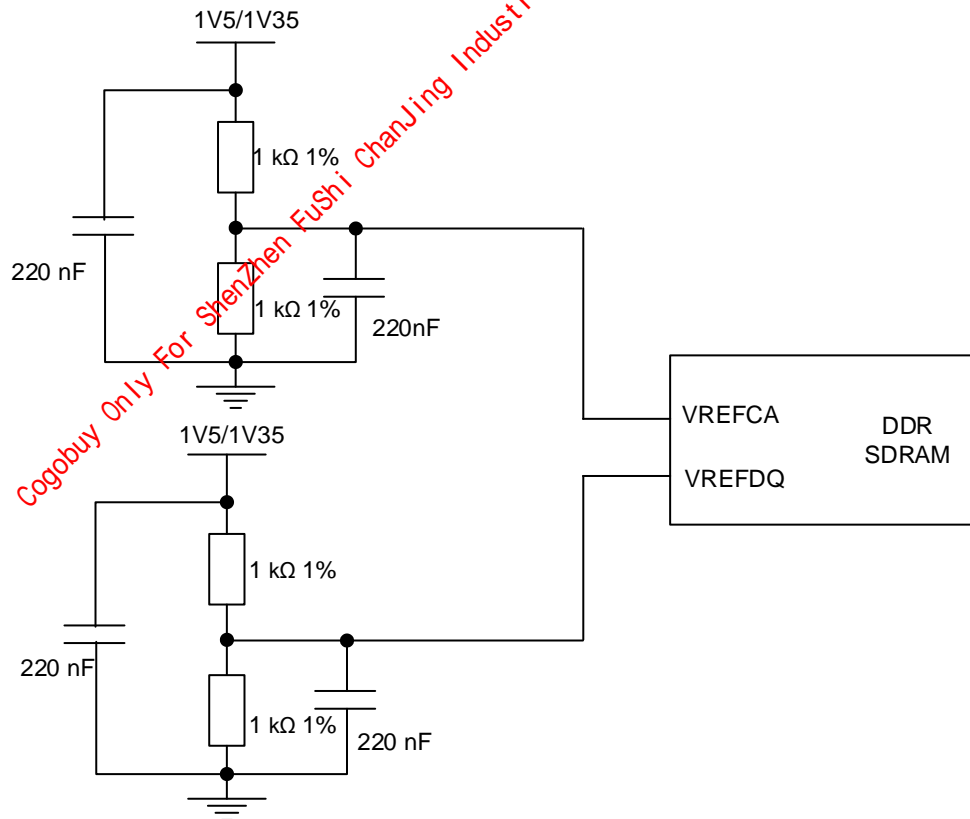 1V5/1V35
1 kΩ 1%
220 nF
1 kΩ 1%
220nF
Cogobuy Only For ShenZhen FuShi ChanJing Industri
VREFCA
DDR
SDRAM
VREFDQ
1V5/1V35
1 kΩ 1%
220 nF
1 kΩ 1%
220 nF